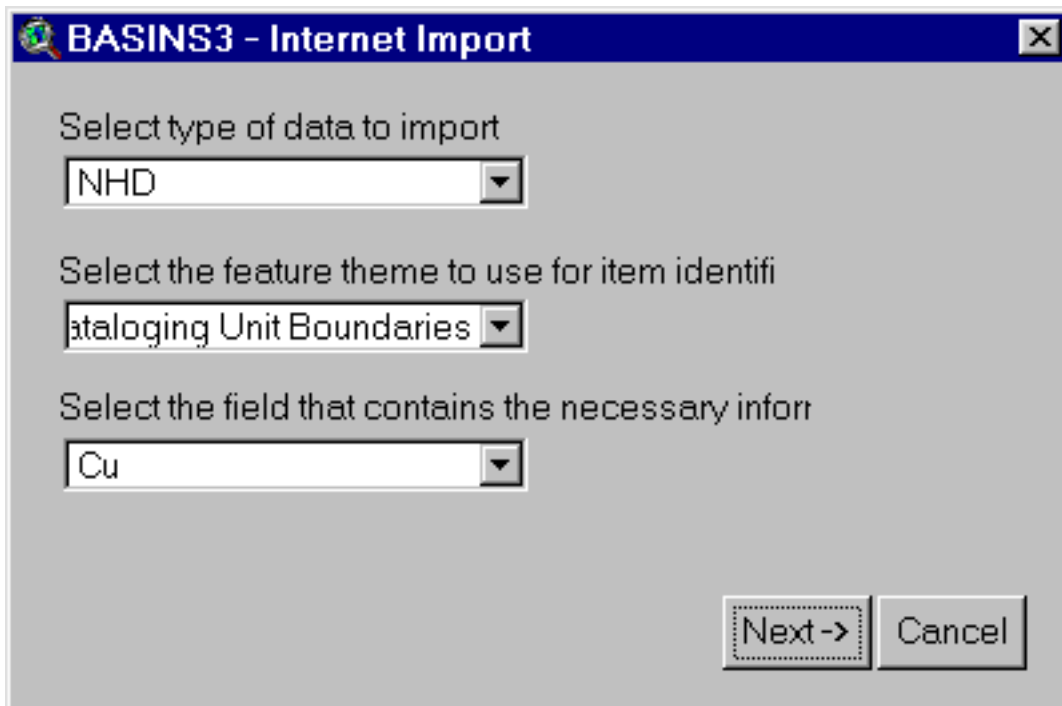 BASINS3 - Internet Import
Select type of data to import
NHD
Select the feature theme to use for item identifi
ataloging Unit Boundaries
Select the field that contains the necessary inforr
Cu
Next -> Cancel